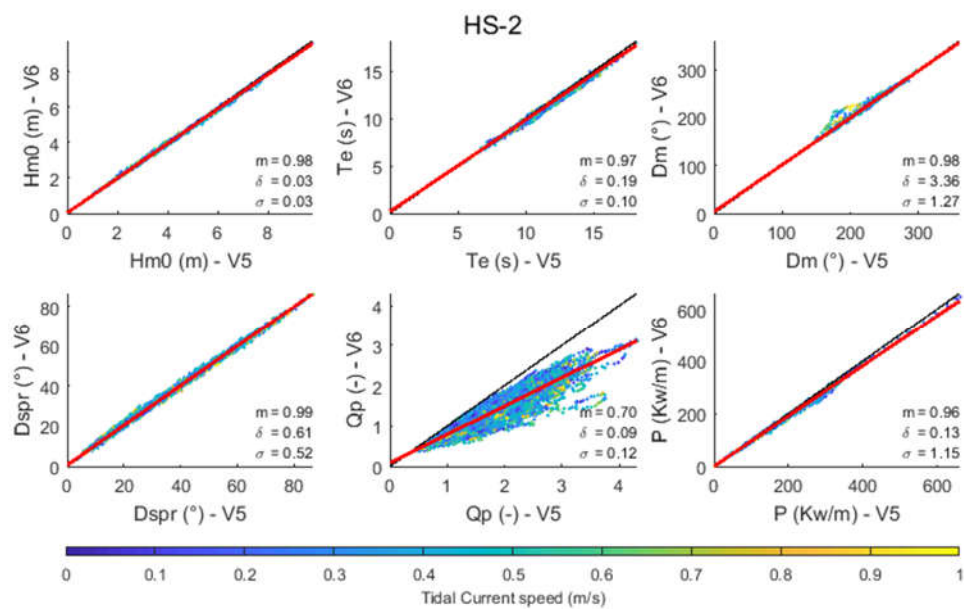 HS-2
Hm0 (m) - V6
8
6
4
2
0
0 2 4 6 8
Hm0 (m) - V5
m = 0.98
δ = 0.03
σ = 0.03
Te (s) - V6
15
10
5
0
0 5 10 15
Te (s) - V5
m = 0.97
δ = 0.19
σ = 0.10
Dm (°) - V6
300
200
100
0
0 100 200 300
Dm (°) - V5
m = 0.98
δ = 3.36
σ = 1.27
Dspr (°) - V6
80
60
40
20
0
0 20 40 60 80
Dspr (°) - V5
m = 0.99
δ = 0.61
σ = 0.52
Qp (-) - V6
4
3
2
1
0
0 1 2 3 4
Qp (-) - V5
m = 0.70
δ = 0.09
σ = 0.12
P (Kw/m) - V6
600
400
200
0
0 200 400 600
P (Kw/m) - V5
m = 0.96
δ = 0.13
σ = 1.15
0 0.1 0.2 0.3 0.4 0.5 0.6 0.7 0.8 0.9 1
Tidal Current speed (m/s)